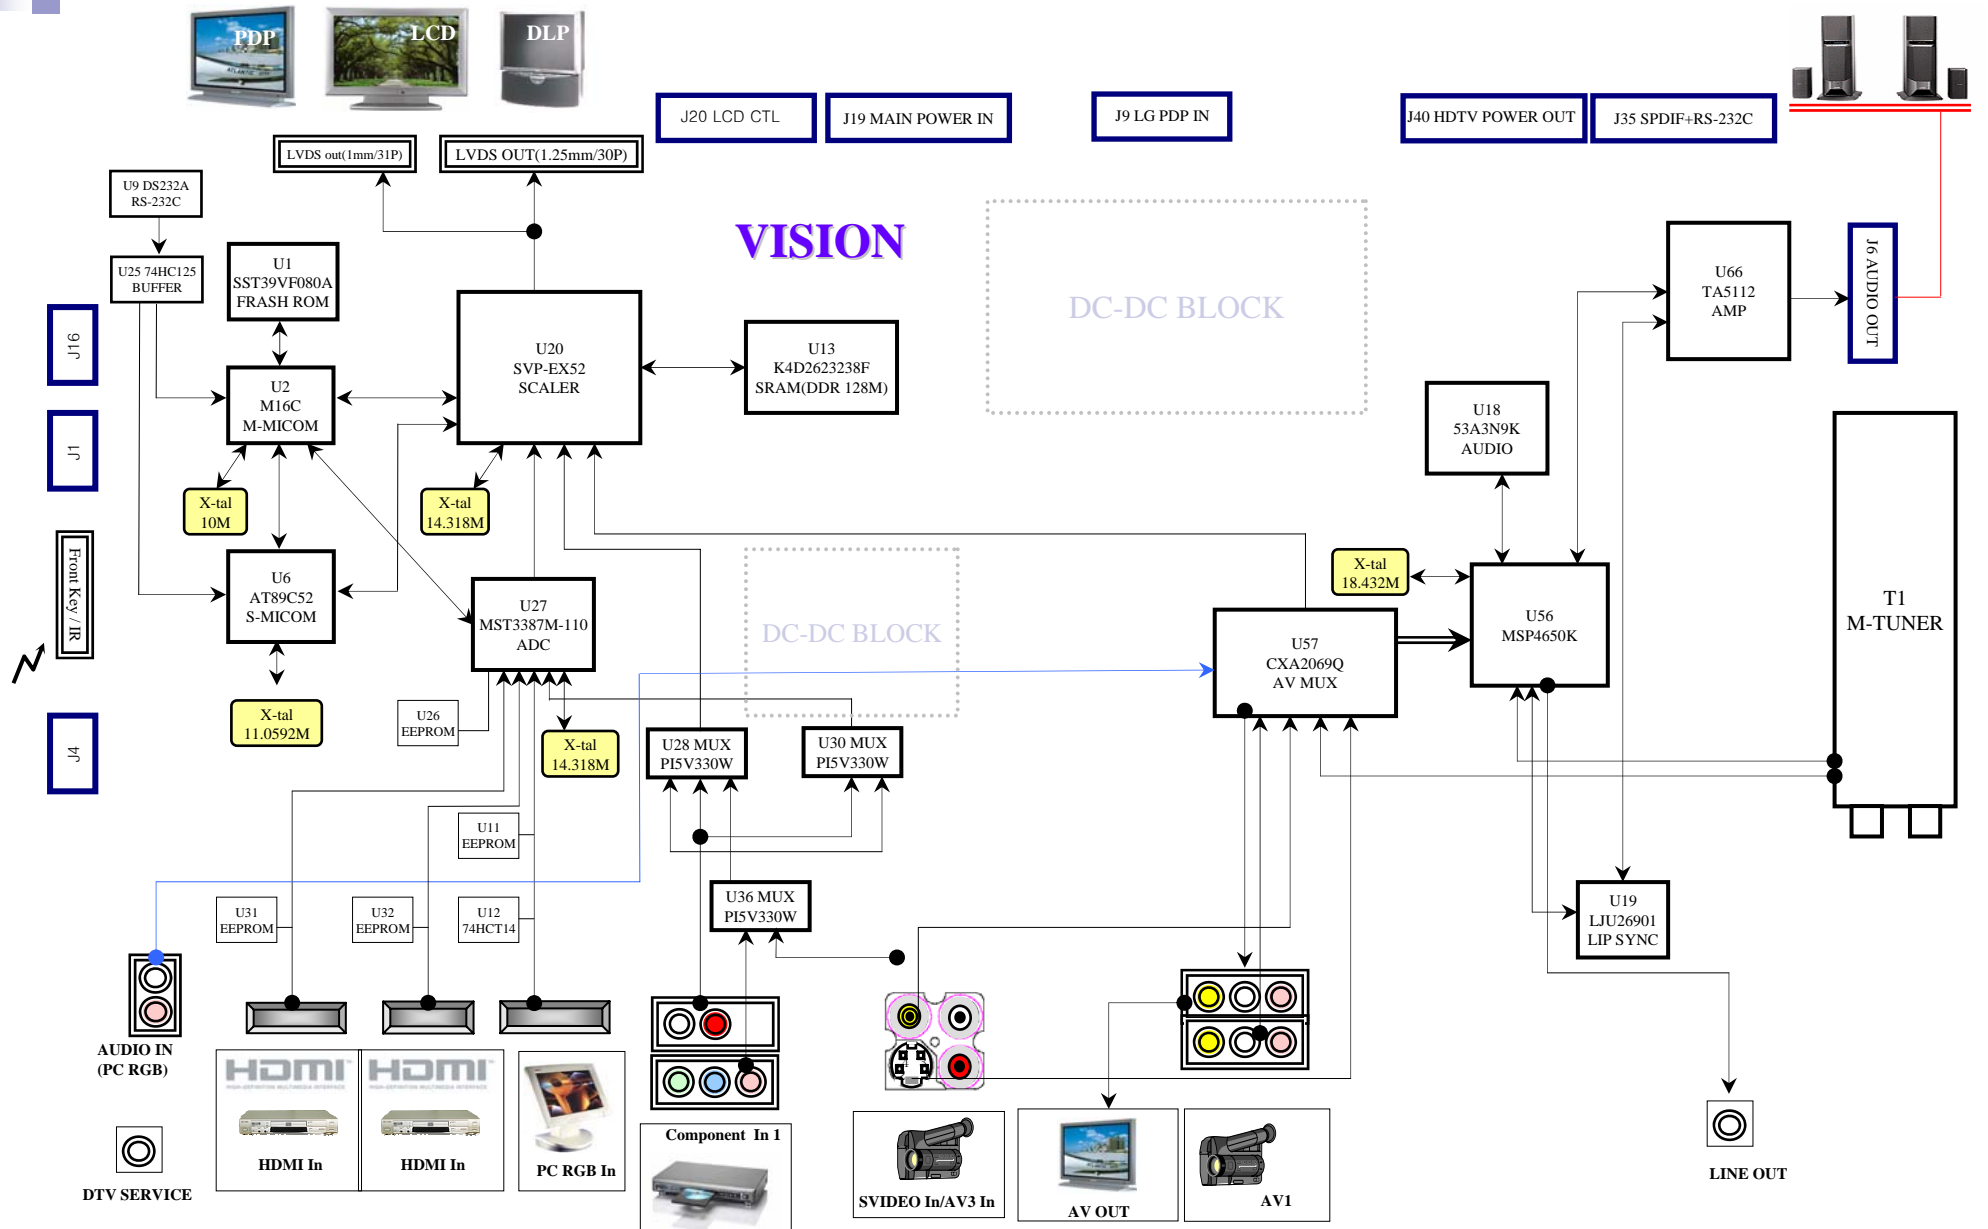 PDP
LCD
DLP
J20 LCD CTL
J19 MAIN POWER IN
J9 LG PDP IN
J40 HDTV POWER OUT
J35 SPDIF+RS-232C
LVDS out(1mm/31P)
LVDS OUT(1.25mm/30P)
U9 DS232A
RS-232C
VISION
U25 74HC125
BUFFER
U1
SST39VF080A
FRASH ROM
DC-DC BLOCK
U66
TA5112
AMP
J6 AUDIO OUT
J16
U20
SVP-EX52
SCALER
U13
K4D2623238F
SRAM(DDR 128M)
U2
M16C
M-MICOM
U18
53A3N9K
AUDIO
J1
X-tal
10M
X-tal
14.318M
Front Key / IR
U6
AT89C52
S-MICOM
U27
MST3387M-110
ADC
DC-DC BLOCK
X-tal
18.432M
U56
MSP4650K
T1
M-TUNER
U57
CXA2069Q
AV MUX
X-tal
11.0592M
U26
EEPROM
J4
X-tal
14.318M
U28 MUX
PI5V330W
U30 MUX
PI5V330W
U11
EEPROM
U36 MUX
PI5V330W
U31
EEPROM
U32
EEPROM
U12
74HCT14
U19
LJU26901
LIP SYNC
AUDIO IN
(PC RGB)
HDMI
HIGH-DEFINITION MULTIMEDIA INTERFACE
HDMI
HIGH-DEFINITION MULTIMEDIA INTERFACE
HDMI In
HDMI In
PC RGB In
Component In 1
SVIDEO In/AV3 In
AV OUT
AV1
LINE OUT
DTV SERVICE